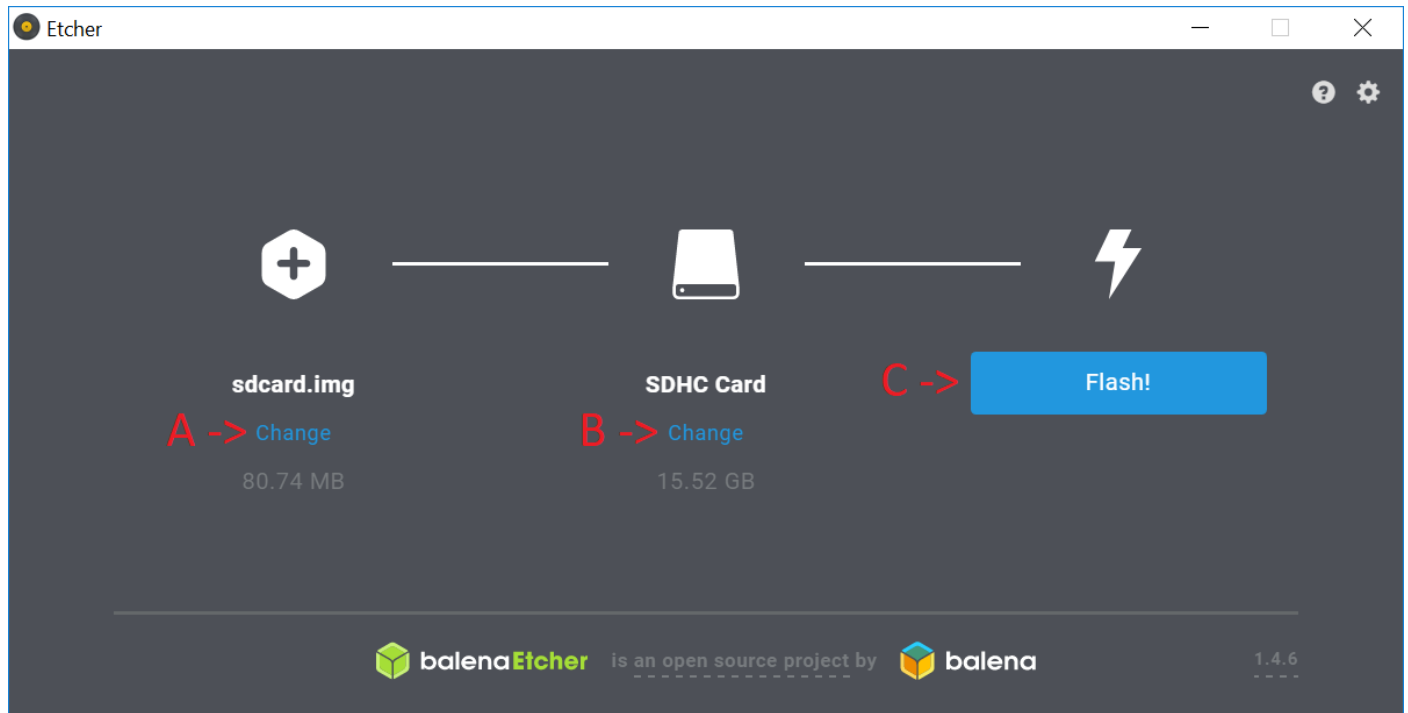 Etcher
sdcard.img
SDHC Card
C -> Flash!
A -> Change
B -> Change
80.74 MB
15.52 GB
balenaEtcher is an open source project by balena
1.4.6